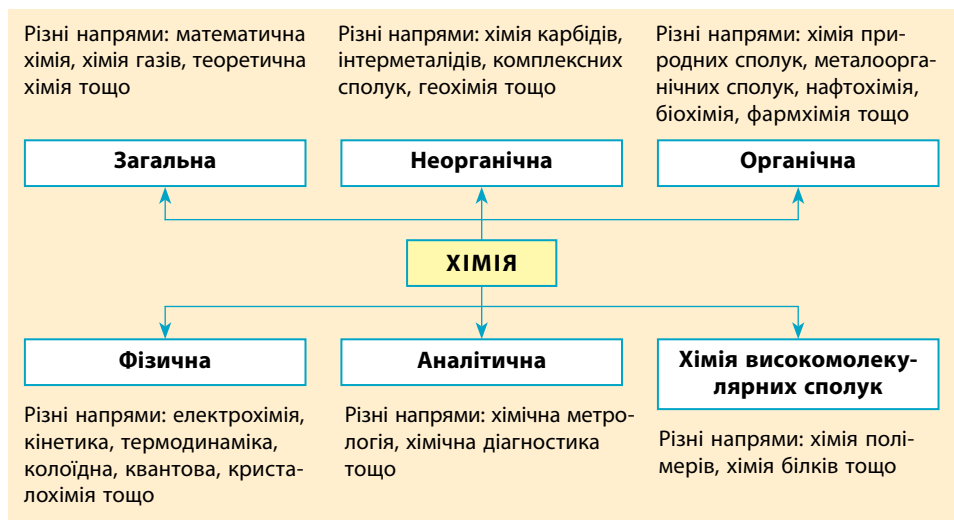 Різні напрями: математична
хімія, хімія газів, теоретична
хімія тощо
Різні напрями: хімія карбідів,
інтерметалідів, комплексних
сполук, геохімія тощо
Різні напрями: хімія при-
родних сполук, металоорга-
нічних сполук, нафтохімія,
біохімія, фармхімія тощо
Загальна
Неорганічна
Органічна
ХІМІЯ
Фізична
Аналітична
Хімія високомолеку-
лярних сполук
Різні напрями: електрохімія,
кінетика, термодинаміка,
колоїдна, квантова, криста-
лохімія тощо
Різні напрями: хімічна метро-
логія, хімічна діагностика
тощо
Різні напрями: хімія полі-
мерів, хімія білків тощо